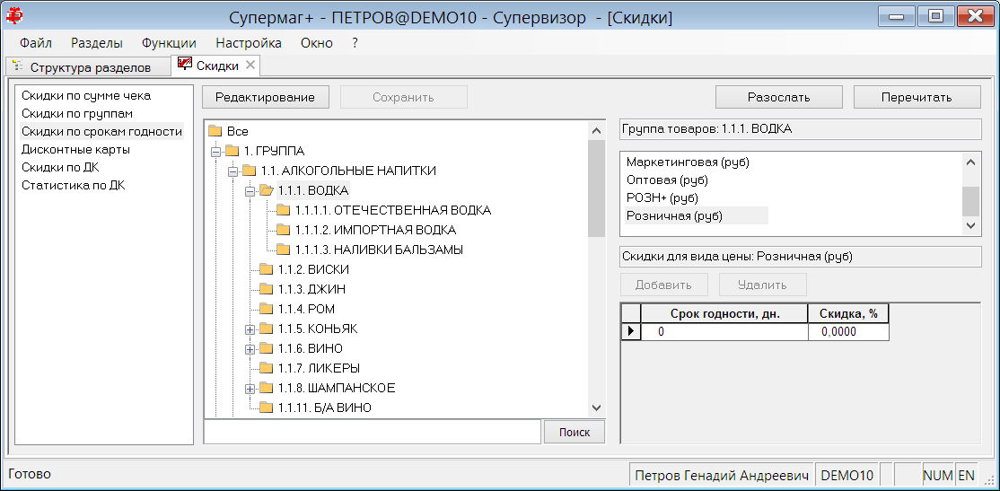 Супермаг+ - ПЕТРОВ@DEMO10 - Супервизор - [Скидки]
Файл Разделы Функции Настройка Окно ?
Структура разделов Скидки
Скидки по сумме чека
Скидки по группам
Скидки по срокам годности
Дисконтные карты
Скидки по ДК
Статистика по ДК
Редактирование Сохранить Разослать Перечитать
Все
1. ГРУППА
1.1. АЛКОГОЛЬНЫЕ НАПИТКИ
1.1.1. ВОДКА
1.1.1.1. ОТЕЧЕСТВЕННАЯ ВОДКА
1.1.1.2. ИМПОРТНАЯ ВОДКА
1.1.1.3. НАЛИВКИ БАЛЬЗАМЫ
1.1.2. ВИСКИ
1.1.3. ДЖИН
1.1.4. РОМ
1.1.5. КОНЬЯК
1.1.6. ВИНО
1.1.7. ЛИКЕРЫ
1.1.8. ШАМПАНСКОЕ
1.1.11. Б/А ВИНО
Поиск
Группа товаров: 1.1.1. ВОДКА
Маркетинговая (руб)
Оптовая (руб)
РОЗН+ (руб)
Розничная (руб)
Скидки для вида цены: Розничная (руб)
Добавить Удалить
Срок годности, дн. Скидка, %
0 0,0000
Готово Петров Генадий Андреевич DEMO10 NUM EN